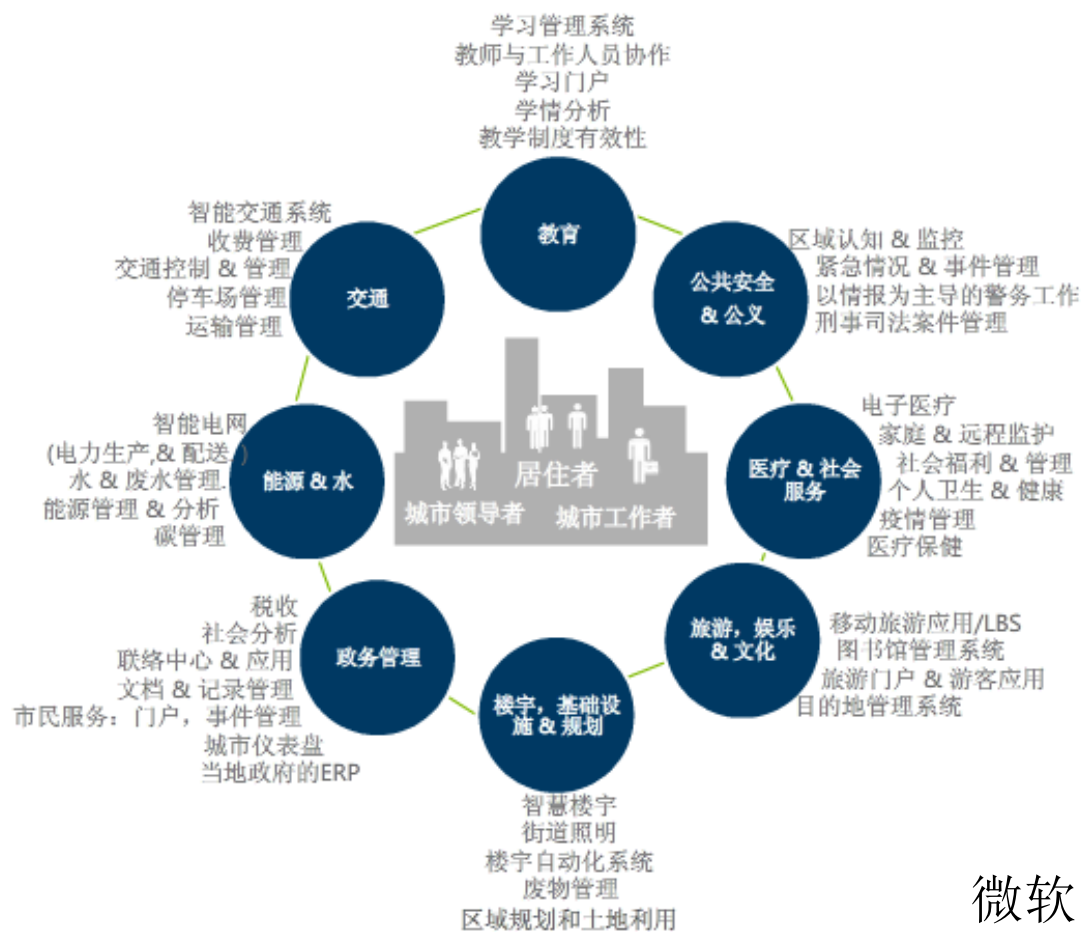 学习管理系统
教师与工作人员协作
学习门户
学情分析
教学制度有效性
教育
区域认知 & 监控
紧急情况 & 事件管理
以情报为主导的警务工作
刑事司法案件管理
公共安全
& 公义
电子医疗
家庭 & 远程监护
社会福利 & 管理
个人卫生 & 健康
疫情管理
医疗保健
医疗 & 社会
服务
移动旅游应用/LBS
图书馆管理系统
旅游门户 & 游客应用
目的地管理系统
旅游，娱乐
& 文化
楼宇，基础设
施 & 规划
智慧楼宇
街道照明
楼宇自动化系统
废物管理
区域规划和土地利用
税收
社会分析
联络中心 & 应用
文档 & 记录管理
市民服务：门户，事件管理
城市仪表盘
当地政府的ERP
政务管理
智能电网
(电力生产,& 配送 )
水 & 废水管理.
能源管理 & 分析
碳管理
能源 & 水
智能交通系统
收费管理
交通控制 & 管理
停车场管理
运输管理
交通
居住者
城市领导者
城市工作者
微软